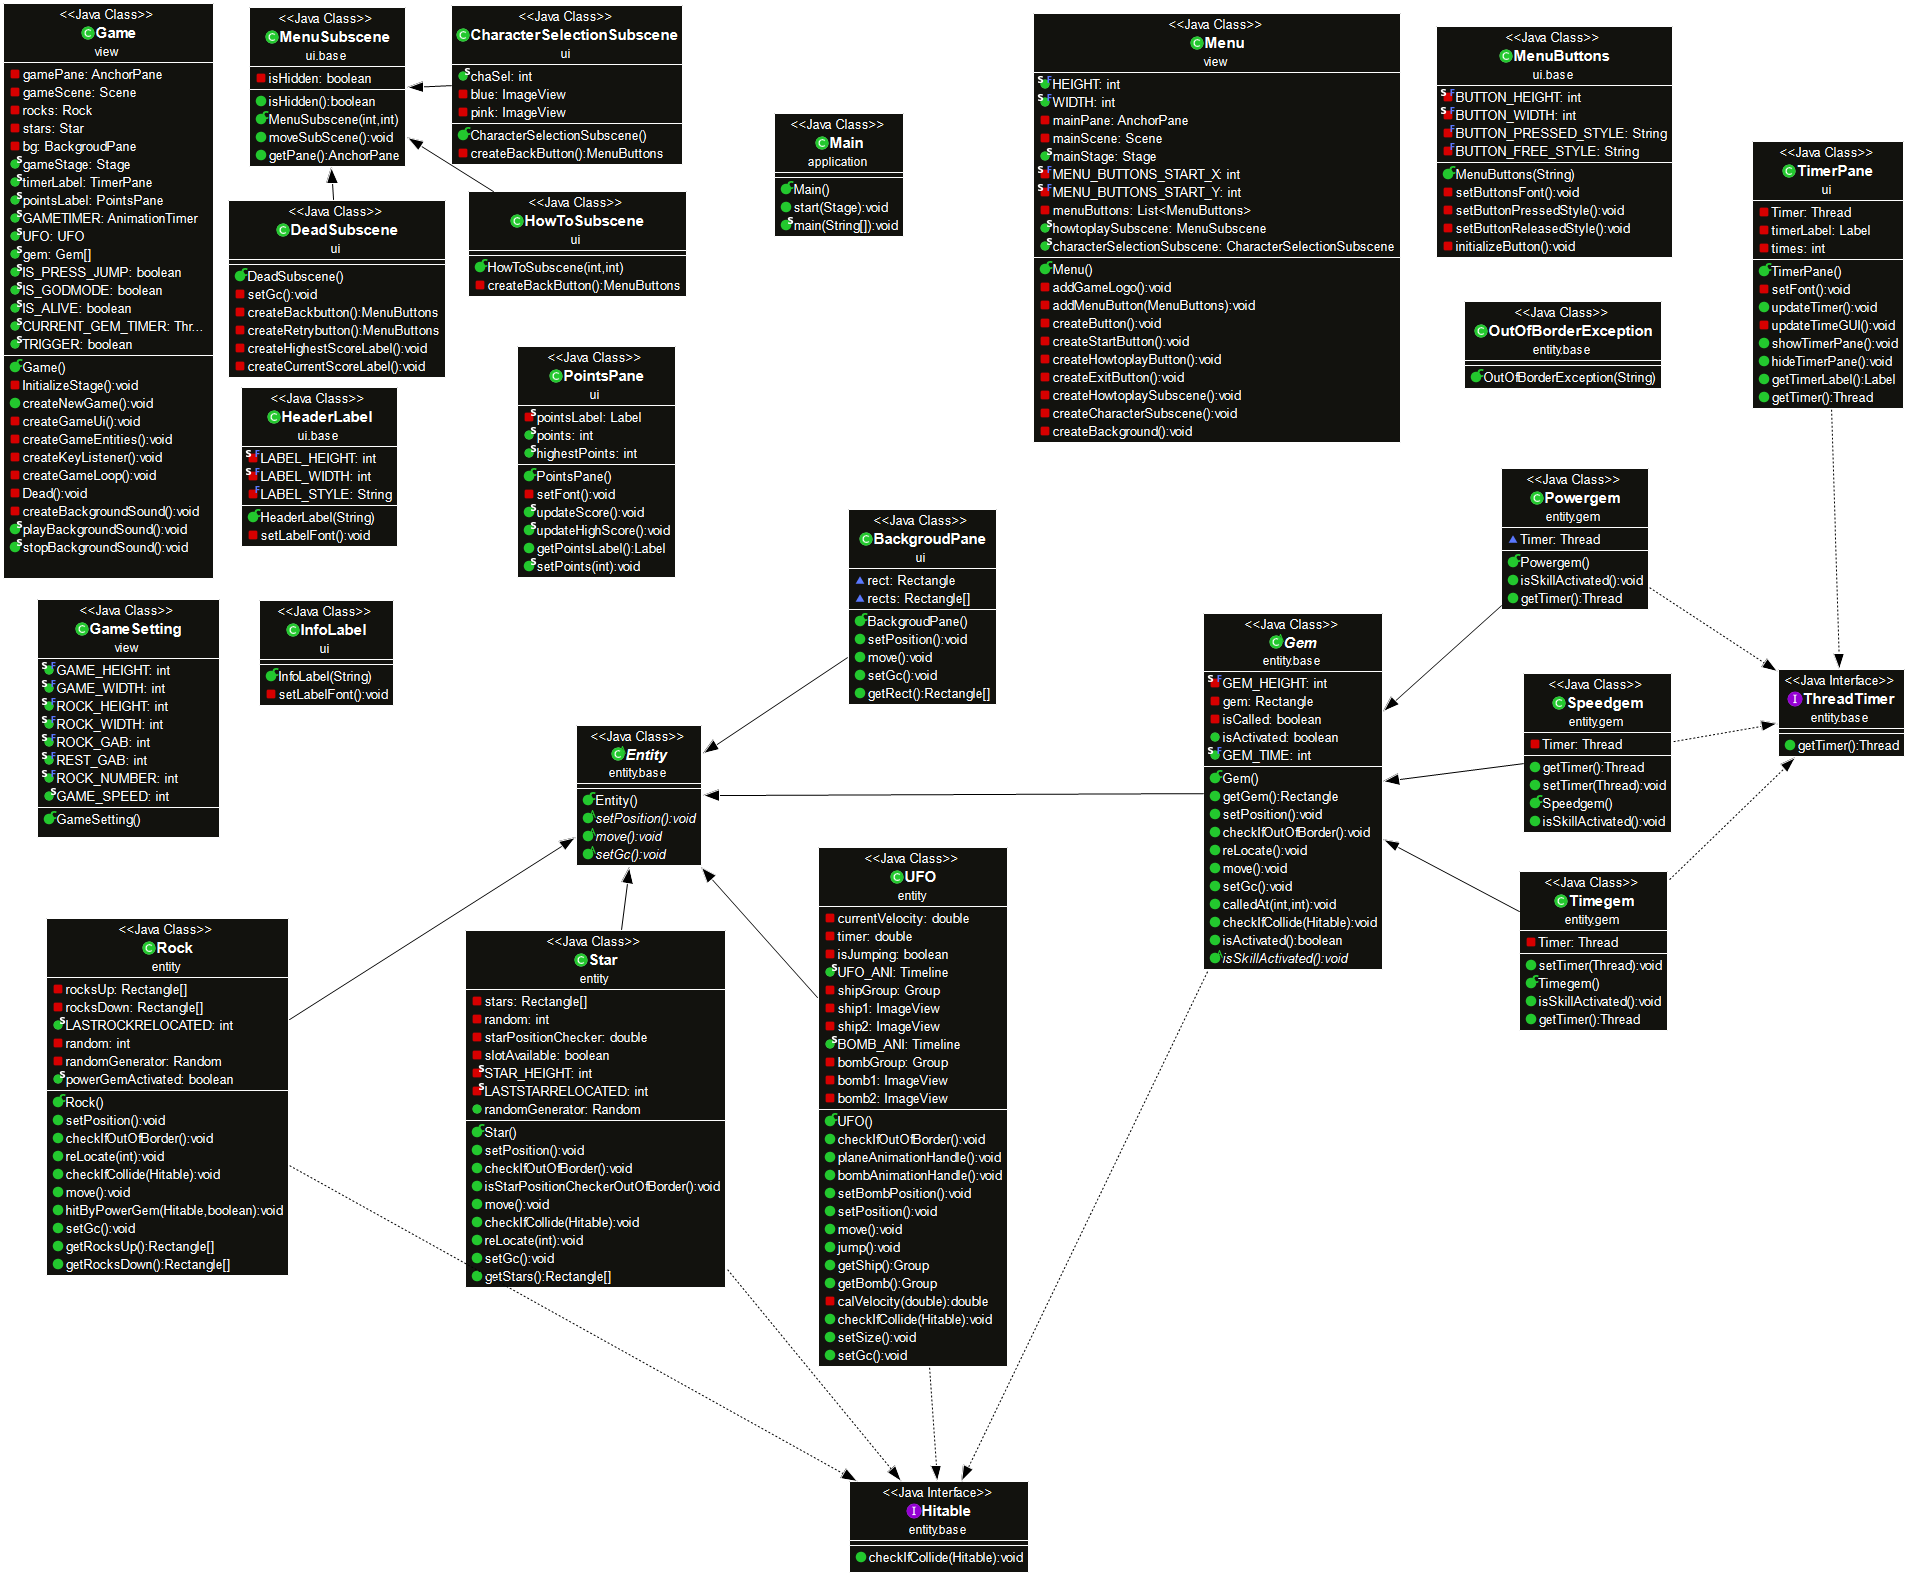 <<Java Class>>
Game
view
gamePane: AnchorPane
gameScene: Scene
rocks: Rock
stars: Star
bg: BackgroudPane
gameStage: Stage
timerLabel: TimerPane
pointsLabel: PointsPane
GAMETIMER: AnimationTimer
UFO: UFO
gem: Gem[]
IS_PRESS_JUMP: boolean
IS_GODMODE: boolean
IS_ALIVE: boolean
CURRENT_GEM_TIMER: Thr...
TRIGGER: boolean
Game()
InitializeStage():void
createNewGame():void
createGameUi():void
createGameEntities():void
createKeyListener():void
createGameLoop():void
Dead():void
createBackgroundSound():void
playBackgroundSound():void
stopBackgroundSound():void
<<Java Class>>
MenuSubscene
ui.base
isHidden: boolean
isHidden():boolean
MenuSubscene(int,int)
moveSubScene():void
getPane():AnchorPane
<<Java Class>>
CharacterSelectionSubscene
ui
chaSel: int
blue: ImageView
pink: ImageView
CharacterSelectionSubscene()
createBackButton():MenuButtons
<<Java Class>>
DeadSubscene
ui
DeadSubscene()
setGc():void
createBackbutton():MenuButtons
createRetrybutton():MenuButtons
createHighestScoreLabel():void
createCurrentScoreLabel():void
<<Java Class>>
HowToSubscene
ui
HowToSubscene(int,int)
createBackButton():MenuButtons
<<Java Class>>
Main
application
Main()
start(Stage):void
main(String[]):void
<<Java Class>>
Menu
view
HEIGHT: int
WIDTH: int
mainPane: AnchorPane
mainScene: Scene
mainStage: Stage
MENU_BUTTONS_START_X: int
MENU_BUTTONS_START_Y: int
menuButtons: List<MenuButtons>
howtoplaySubscene: MenuSubscene
characterSelectionSubscene: CharacterSelectionSubscene
Menu()
addGameLogo():void
addMenuButton(MenuButtons):void
createButton():void
createStartButton():void
createHowtoplayButton():void
createExitButton():void
createHowtoplaySubscene():void
createCharacterSubscene():void
createBackground():void
<<Java Class>>
MenuButtons
ui.base
BUTTON_HEIGHT: int
BUTTON_WIDTH: int
BUTTON_PRESSED_STYLE: String
BUTTON_FREE_STYLE: String
MenuButtons(String)
setButtonsFont():void
setButtonPressedStyle():void
setButtonReleasedStyle():void
initializeButton():void
<<Java Class>>
TimerPane
ui
Timer: Thread
timerLabel: Label
times: int
TimerPane()
setFont():void
updateTimer():void
updateTimeGUI():void
showTimerPane():void
hideTimerPane():void
getTimerLabel():Label
getTimer():Thread
<<Java Class>>
OutOfBorderException
entity.base
OutOfBorderException(String)
<<Java Class>>
HeaderLabel
ui.base
LABEL_HEIGHT: int
LABEL_WIDTH: int
LABEL_STYLE: String
HeaderLabel(String)
setLabelFont():void
<<Java Class>>
PointsPane
ui
pointsLabel: Label
points: int
highestPoints: int
PointsPane()
setFont():void
updateScore():void
updateHighScore():void
getPointsLabel():Label
setPoints(int):void
<<Java Class>>
BackgroudPane
ui
rect: Rectangle
rects: Rectangle[]
BackgroudPane()
setPosition():void
move():void
setGc():void
getRect():Rectangle[]
<<Java Class>>
Powergem
entity.gem
Timer: Thread
Powergem()
isSkillActivated():void
getTimer():Thread
<<Java Class>>
GameSetting
view
GAME_HEIGHT: int
GAME_WIDTH: int
ROCK_HEIGHT: int
ROCK_WIDTH: int
ROCK_GAB: int
REST_GAB: int
ROCK_NUMBER: int
GAME_SPEED: int
GameSetting()
<<Java Class>>
InfoLabel
ui
InfoLabel(String)
setLabelFont():void
<<Java Class>>
Gem
entity.base
GEM_HEIGHT: int
gem: Rectangle
isCalled: boolean
isActivated: boolean
GEM_TIME: int
Gem()
getGem():Rectangle
setPosition():void
checkIfOutOfBorder():void
reLocate():void
move():void
setGc():void
calledAt(int,int):void
checkIfCollide(Hitable):void
isActivated():boolean
isSkillActivated():void
<<Java Class>>
Speedgem
entity.gem
Timer: Thread
getTimer():Thread
setTimer(Thread):void
Speedgem()
isSkillActivated():void
<<Java Interface>>
ThreadTimer
entity.base
getTimer():Thread
<<Java Class>>
Entity
entity.base
Entity()
setPosition():void
move():void
setGc():void
<<Java Class>>
UFO
entity
currentVelocity: double
timer: double
isJumping: boolean
UFO_ANI: Timeline
shipGroup: Group
ship1: ImageView
ship2: ImageView
BOMB_ANI: Timeline
bombGroup: Group
bomb1: ImageView
bomb2: ImageView
UFO()
checkIfOutOfBorder():void
planeAnimationHandle():void
bombAnimationHandle():void
setBombPosition():void
setPosition():void
move():void
jump():void
getShip():Group
getBomb():Group
calVelocity(double):double
checkIfCollide(Hitable):void
setSize():void
setGc():void
<<Java Class>>
Timegem
entity.gem
Timer: Thread
setTimer(Thread):void
Timegem()
isSkillActivated():void
getTimer():Thread
<<Java Class>>
Rock
entity
rocksUp: Rectangle[]
rocksDown: Rectangle[]
LASTROCKRELOCATED: int
random: int
randomGenerator: Random
powerGemActivated: boolean
Rock()
setPosition():void
checkIfOutOfBorder():void
reLocate(int):void
checkIfCollide(Hitable):void
move():void
hitByPowerGem(Hitable,boolean):void
setGc():void
getRocksUp():Rectangle[]
getRocksDown():Rectangle[]
<<Java Class>>
Star
entity
stars: Rectangle[]
random: int
starPositionChecker: double
slotAvailable: boolean
STAR_HEIGHT: int
LASTSTARRELOCATED: int
randomGenerator: Random
Star()
setPosition():void
checkIfOutOfBorder():void
isStarPositionCheckerOutOfBorder():void
move():void
checkIfCollide(Hitable):void
reLocate(int):void
setGc():void
getStars():Rectangle[]
<<Java Interface>>
Hitable
entity.base
checkIfCollide(Hitable):void